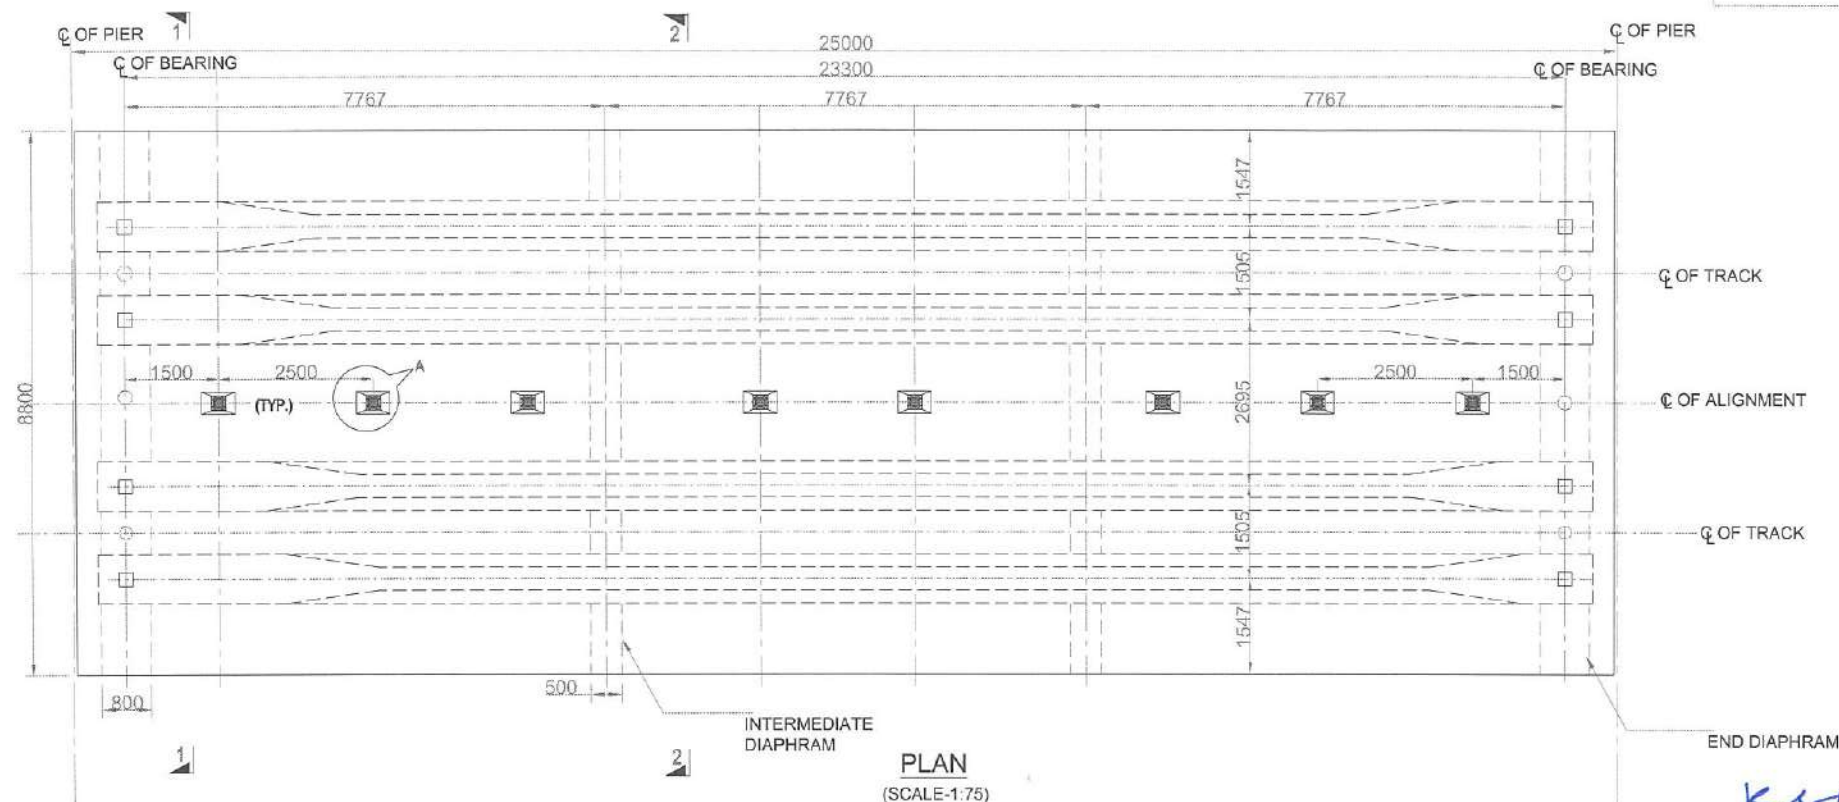 ℄ OF PIER
1
2
25000
℄ OF PIER
℄ OF BEARING
23300
℄ OF BEARING
7767
7767
7767
1547
1505
℄ OF TRACK
1500
2500
A
2500
1500
(TYP.)
2695
℄ OF ALIGNMENT
8800
1505
℄ OF TRACK
1547
800
500
INTERMEDIATE
DIAPHRAM
END DIAPHRAM
1
2
PLAN
(SCALE-1:75)